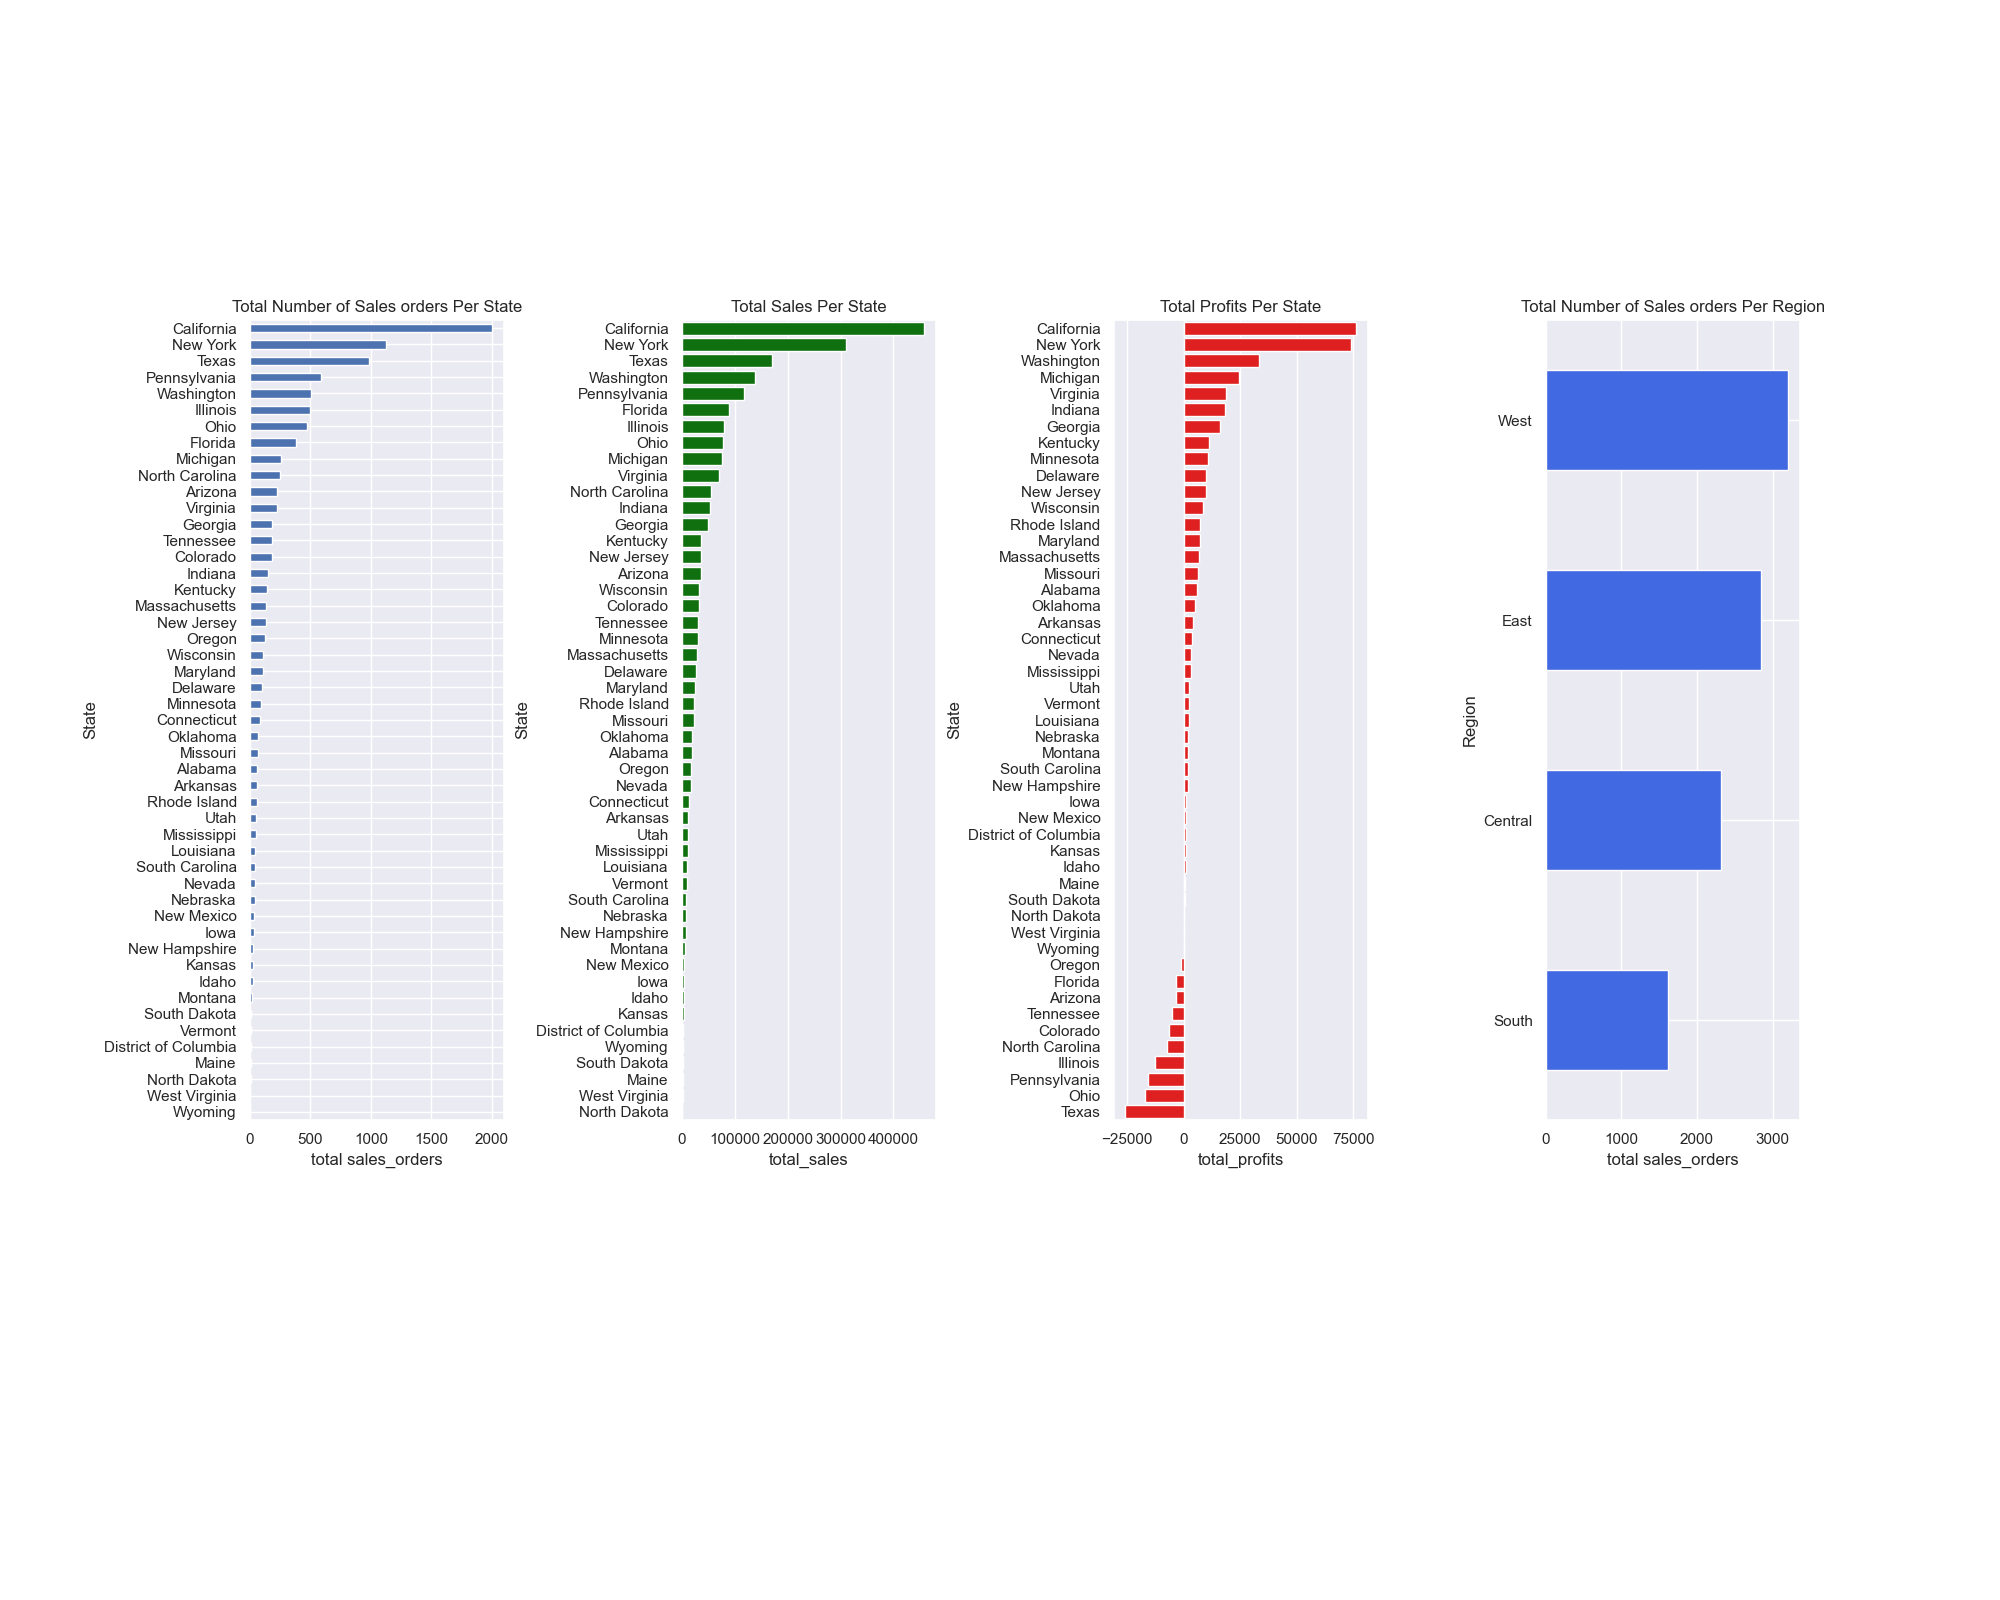 Total Number of Sales orders Per State
California
New York
Texas
Pennsylvania
Washington
Illinois
Ohio
Florida
Michigan
North Carolina
Arizona
Virginia
Georgia
Tennessee
Colorado
Indiana
Kentucky
Massachusetts
New Jersey
Oregon
Wisconsin
Maryland
Delaware
Minnesota
Connecticut
Oklahoma
Missouri
Alabama
Arkansas
Rhode Island
Utah
Mississippi
Louisiana
South Carolina
Nevada
Nebraska
New Mexico
Iowa
New Hampshire
Kansas
Idaho
Montana
South Dakota
Vermont
District of Columbia
Maine
North Dakota
West Virginia
Wyoming
State
0 500 1000 1500 2000
total sales_orders
Total Sales Per State
California
New York
Texas
Washington
Pennsylvania
Florida
Illinois
Ohio
Michigan
Virginia
North Carolina
Indiana
Georgia
Kentucky
New Jersey
Arizona
Wisconsin
Colorado
Tennessee
Minnesota
Massachusetts
Delaware
Maryland
Rhode Island
Missouri
Oklahoma
Alabama
Oregon
Nevada
Connecticut
Arkansas
Utah
Mississippi
Louisiana
Vermont
South Carolina
Nebraska
New Hampshire
Montana
New Mexico
Iowa
Idaho
Kansas
District of Columbia
Wyoming
South Dakota
Maine
West Virginia
North Dakota
State
0 100000 200000 300000 400000
total_sales
Total Profits Per State
California
New York
Washington
Michigan
Virginia
Indiana
Georgia
Kentucky
Minnesota
Delaware
New Jersey
Wisconsin
Rhode Island
Maryland
Massachusetts
Missouri
Alabama
Oklahoma
Arkansas
Connecticut
Nevada
Mississippi
Utah
Vermont
Louisiana
Nebraska
Montana
South Carolina
New Hampshire
Iowa
New Mexico
District of Columbia
Kansas
Idaho
Maine
South Dakota
North Dakota
West Virginia
Wyoming
Oregon
Florida
Arizona
Tennessee
Colorado
North Carolina
Illinois
Pennsylvania
Ohio
Texas
State
−25000 0 25000 50000 75000
total_profits
Total Number of Sales orders Per Region
West
East
Central
South
Region
0 1000 2000 3000
total sales_orders